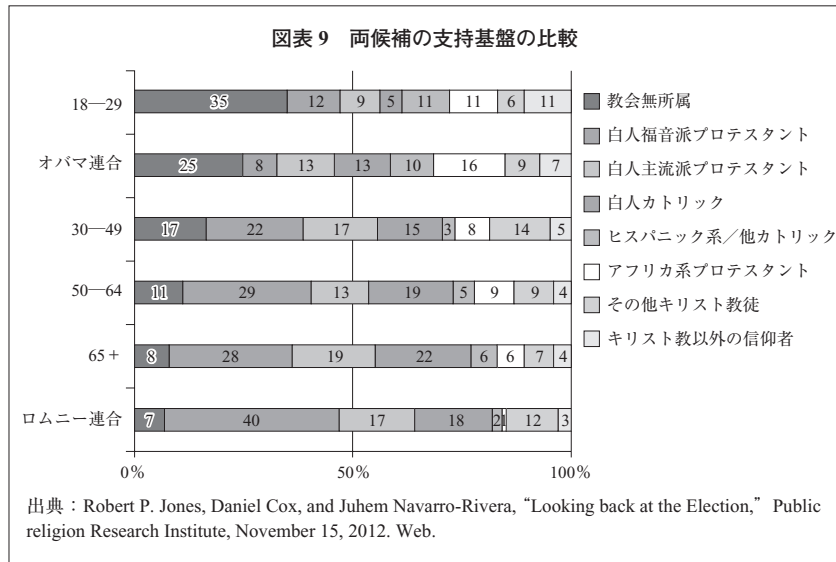 図表 9　両候補の支持基盤の比較
18―29 35 12 9 5 11 11 6 11
オバマ連合 25 8 13 13 10 16 9 7
30―49 17 22 17 15 3 8 14 5
50―64 11 29 13 19 5 9 9 4
65 + 8 28 19 22 6 6 7 4
ロムニー連合 7 40 17 18 2 1 12 3
0% 50% 100%
教会無所属
白人福音派プロテスタント
白人主流派プロテスタント
白人カトリック
ヒスパニック系／他カトリック
アフリカ系プロテスタント
その他キリスト教徒
キリスト教以外の信仰者
出典：Robert P. Jones, Daniel Cox, and Juhem Navarro-Rivera, “Looking back at the Election,” Public
religion Research Institute, November 15, 2012. Web.